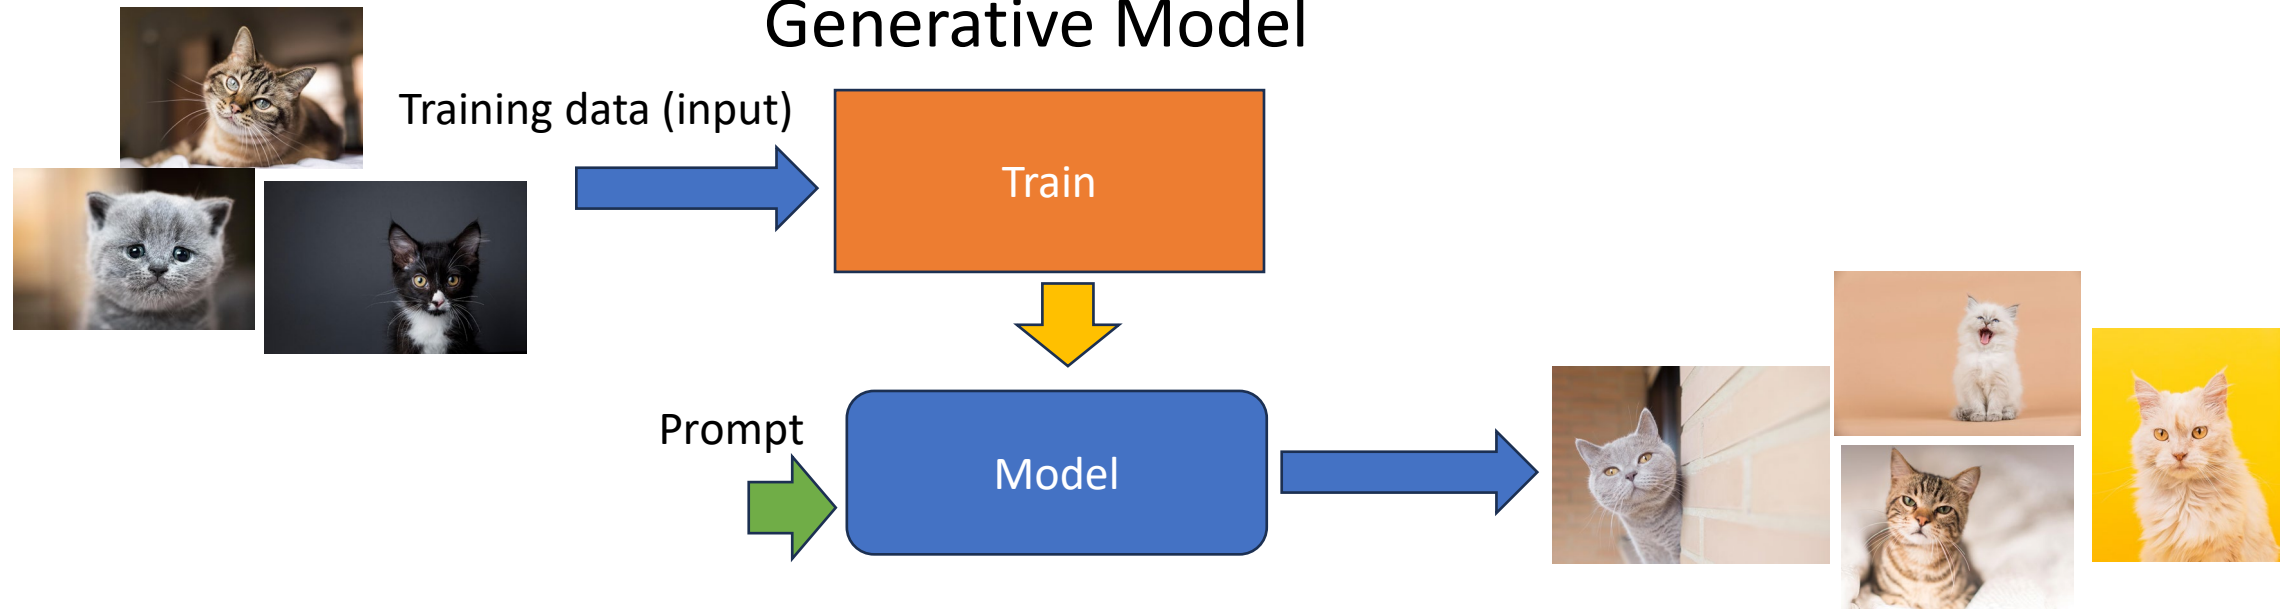 Generative Model
Training data (input)
Train
Prompt
Model